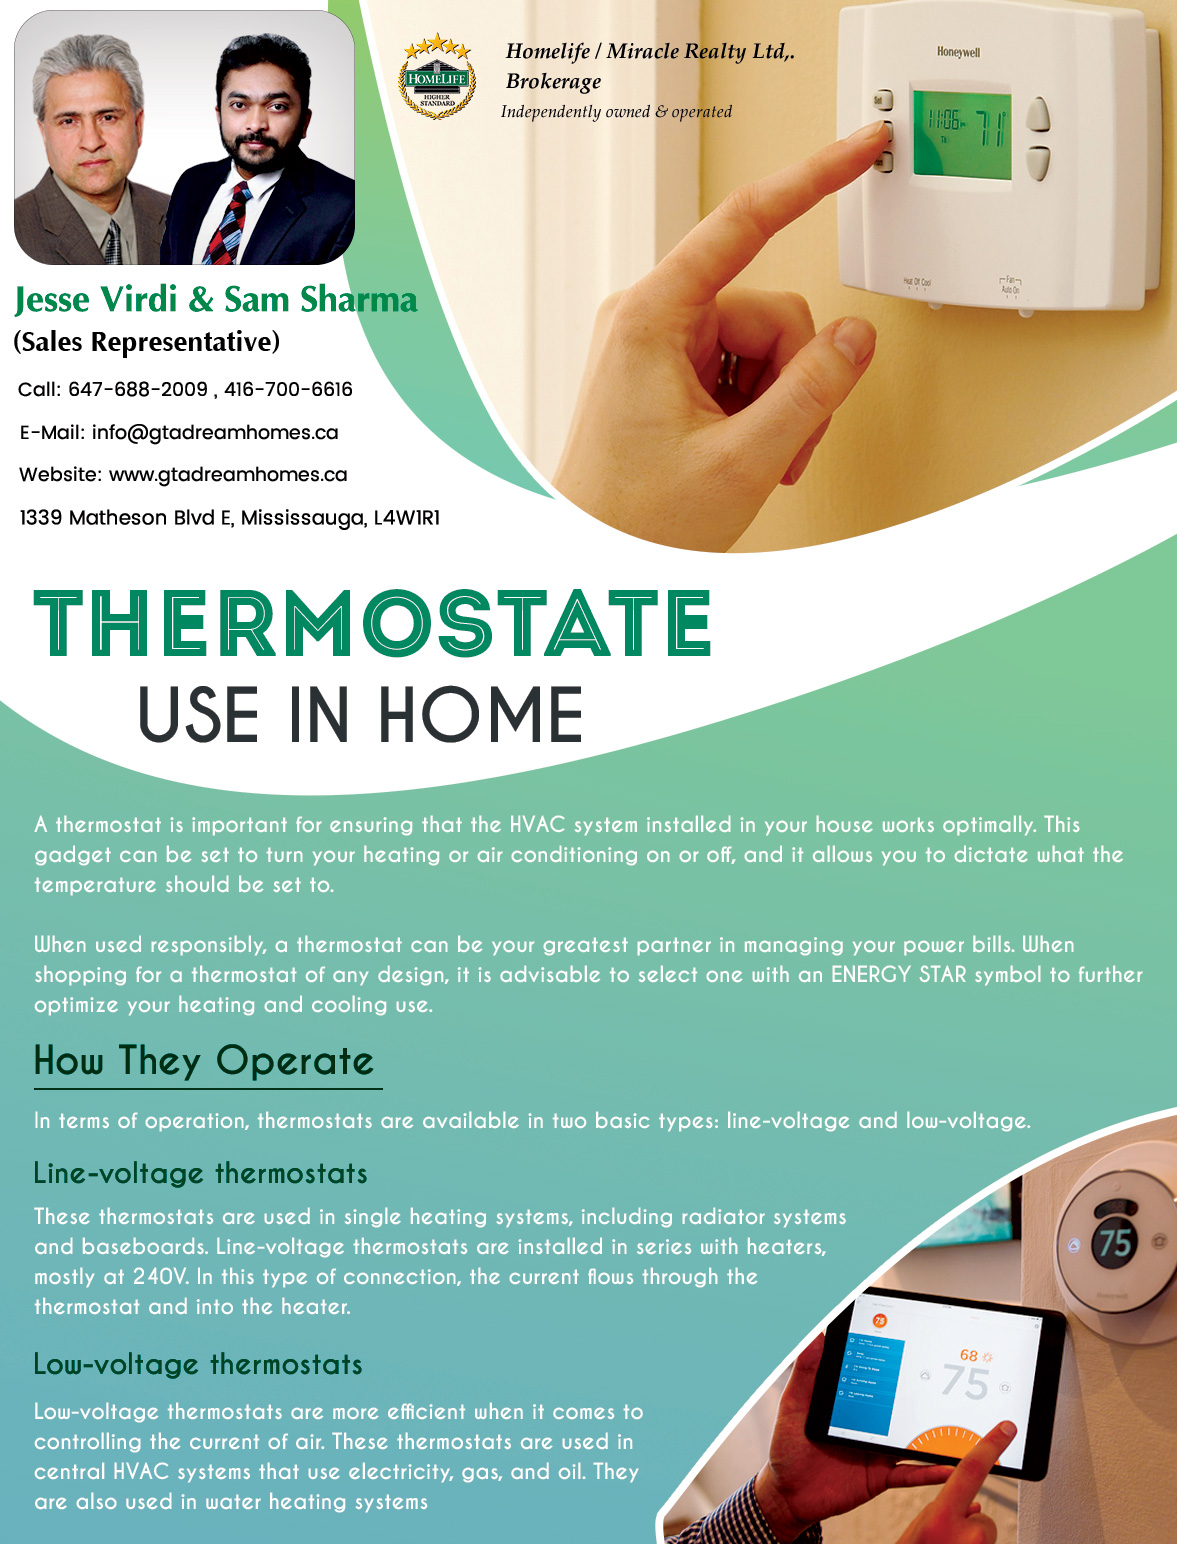 Homelife / Miracle Realty Ltd,.
Brokerage
Independently owned & operated
HOMELIFE
HIGHER
STANDARD
Honeywell
11:06
71°
Heat Off Cool
Fan
Auto On
Jesse Virdi & Sam Sharma
(Sales Representative)
Call: 647-688-2009 , 416-700-6616
E-Mail: info@gtadreamhomes.ca
Website: www.gtadreamhomes.ca
1339 Matheson Blvd E, Mississauga, L4W1R1
THERMOSTATE
USE IN HOME
A thermostat is important for ensuring that the HVAC system installed in your house works optimally. This
gadget can be set to turn your heating or air conditioning on or off, and it allows you to dictate what the
temperature should be set to.
When used responsibly, a thermostat can be your greatest partner in managing your power bills. When
shopping for a thermostat of any design, it is advisable to select one with an ENERGY STAR symbol to further
optimize your heating and cooling use.
How They Operate
In terms of operation, thermostats are available in two basic types: line-voltage and low-voltage.
Line-voltage thermostats
These thermostats are used in single heating systems, including radiator systems
and baseboards. Line-voltage thermostats are installed in series with heaters,
mostly at 240V. In this type of connection, the current flows through the
thermostat and into the heater.
Low-voltage thermostats
Low-voltage thermostats are more efficient when it comes to
controlling the current of air. These thermostats are used in
central HVAC systems that use electricity, gas, and oil. They
are also used in water heating systems
75
75
68
75